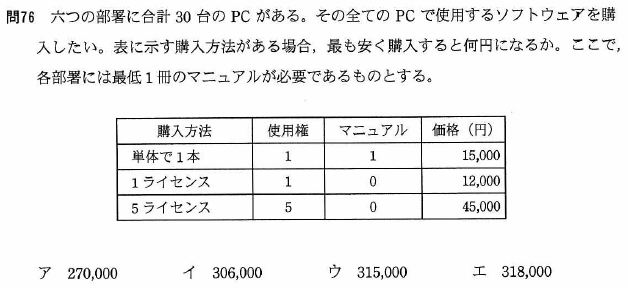 問76 六つの部署に合計 30 台の PC がある。その全ての PC で使用するソフトウェアを購
入したい。表に示す購入方法がある場合，最も安く購入すると何円になるか。ここで，
各部署には最低１冊のマニュアルが必要であるものとする。
購入方法 使用権 マニュアル 価格（円）
単体で１本 1 1 15,000
１ライセンス 1 0 12,000
５ライセンス 5 0 45,000
ア 270,000 イ 306,000 ウ 315,000 エ 318,000